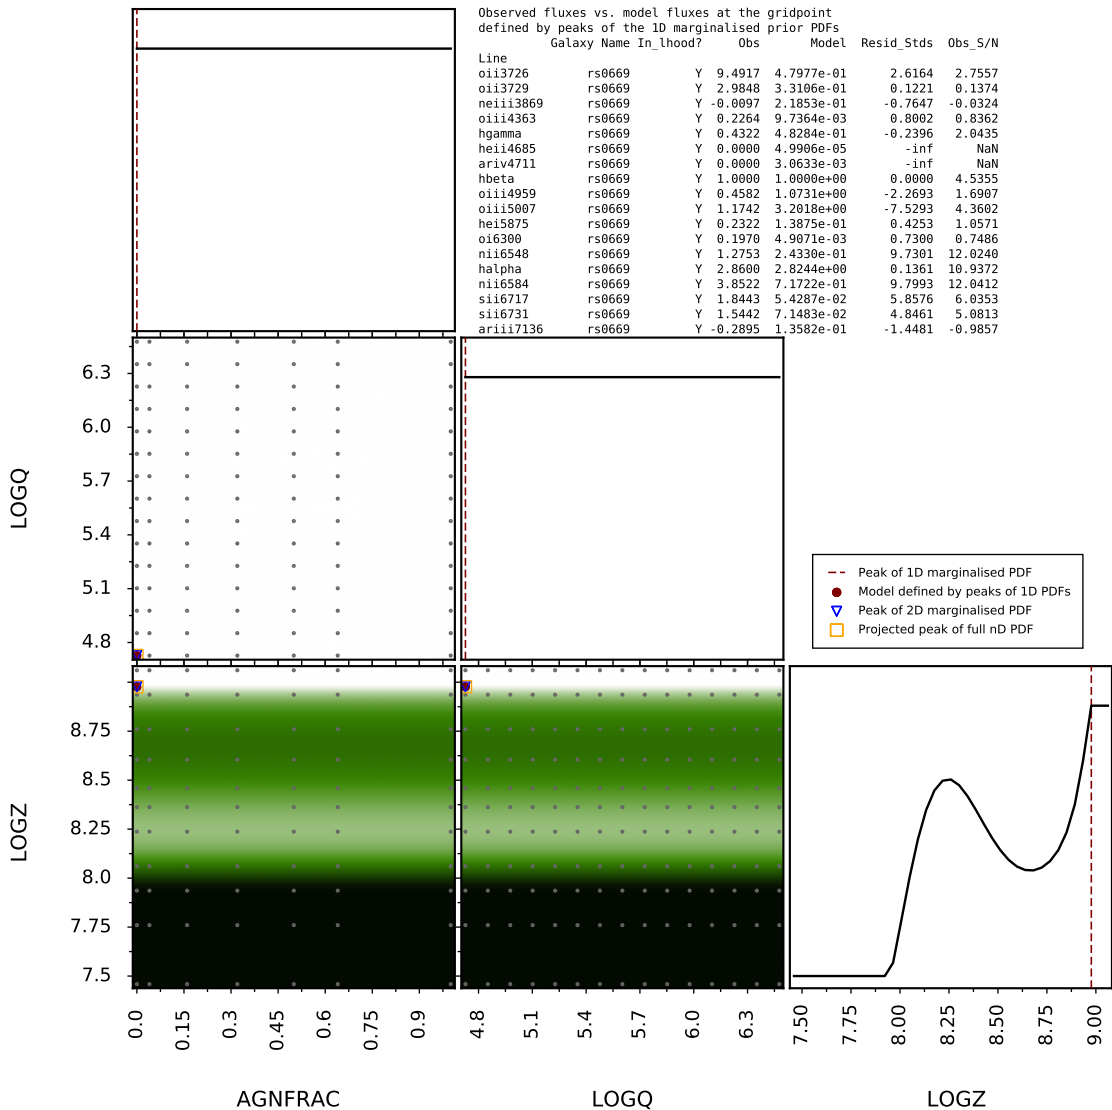 Observed fluxes vs. model fluxes at the gridpoint
defined by peaks of the 1D marginalised prior PDFs
Galaxy Name In_lhood? Obs Model Resid_Stds Obs_S/N
Line
oii3726 rs0669 Y 9.4917 4.7977e-01 2.6164 2.7557
oii3729 rs0669 Y 2.9848 3.3106e-01 0.1221 0.1374
neiii3869 rs0669 Y -0.0097 2.1853e-01 -0.7647 -0.0324
oiii4363 rs0669 Y 0.2264 9.7364e-03 0.8002 0.8362
hgamma rs0669 Y 0.4322 4.8284e-01 -0.2396 2.0435
heii4685 rs0669 Y 0.0000 4.9906e-05 -inf NaN
ariv4711 rs0669 Y 0.0000 3.0633e-03 -inf NaN
hbeta rs0669 Y 1.0000 1.0000e+00 0.0000 4.5355
oiii4959 rs0669 Y 0.4582 1.0731e+00 -2.2693 1.6907
oiii5007 rs0669 Y 1.1742 3.2018e+00 -7.5293 4.3602
hei5875 rs0669 Y 0.2322 1.3875e-01 0.4253 1.0571
oi6300 rs0669 Y 0.1970 4.9071e-03 0.7300 0.7486
nii6548 rs0669 Y 1.2753 2.4330e-01 9.7301 12.0240
halpha rs0669 Y 2.8600 2.8244e+00 0.1361 10.9372
nii6584 rs0669 Y 3.8522 7.1722e-01 9.7993 12.0412
sii6717 rs0669 Y 1.8443 5.4287e-02 5.8576 6.0353
sii6731 rs0669 Y 1.5442 7.1483e-02 4.8461 5.0813
ariii7136 rs0669 Y -0.2895 1.3582e-01 -1.4481 -0.9857
6.3
6.0
5.7
5.4
5.1
4.8
LOGQ
Peak of 1D marginalised PDF
Model defined by peaks of 1D PDFs
Peak of 2D marginalised PDF
Projected peak of full nD PDF
8.75
8.5
8.25
8.0
7.75
7.5
LOGZ
0.0 0.15 0.3 0.45 0.6 0.75 0.9
4.8 5.1 5.4 5.7 6.0 6.3
7.50 7.75 8.00 8.25 8.50 8.75 9.00
AGNFRAC LOGQ LOGZ